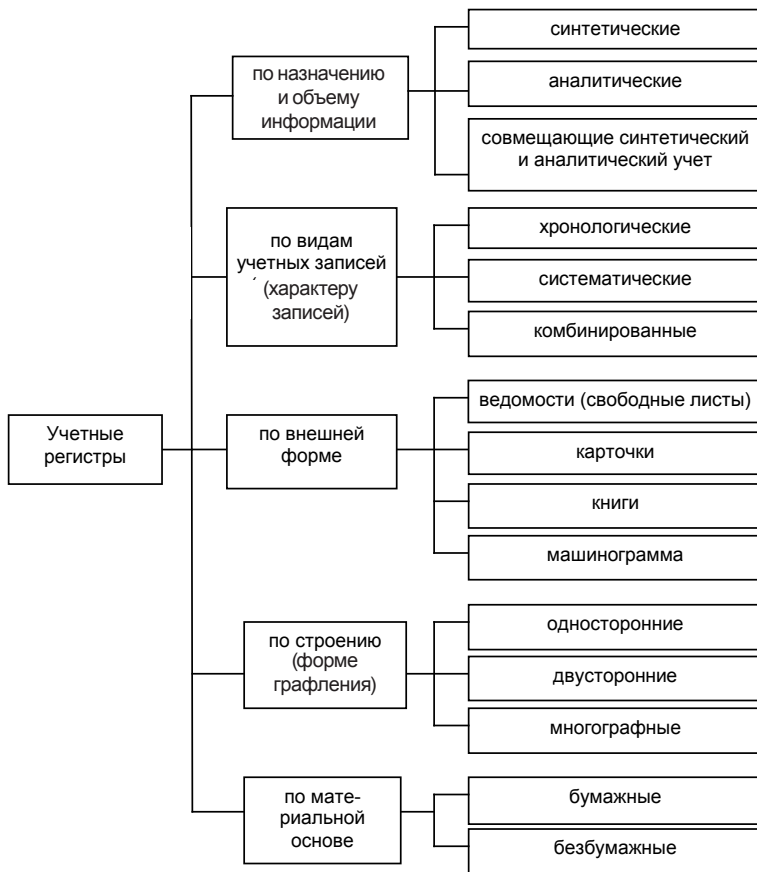 Учетные
регистры
по назначению
и объему
информации
синтетические
аналитические
совмещающие синтетический
и аналитический учет
по видам
учетных записей
(характеру
записей)
хронологические
систематические
комбинированные
по внешней
форме
ведомости (свободные листы)
карточки
книги
машинограмма
по строению
(форме
графления)
односторонние
двусторонние
многографные
по мате-
риальной
основе
бумажные
безбумажные